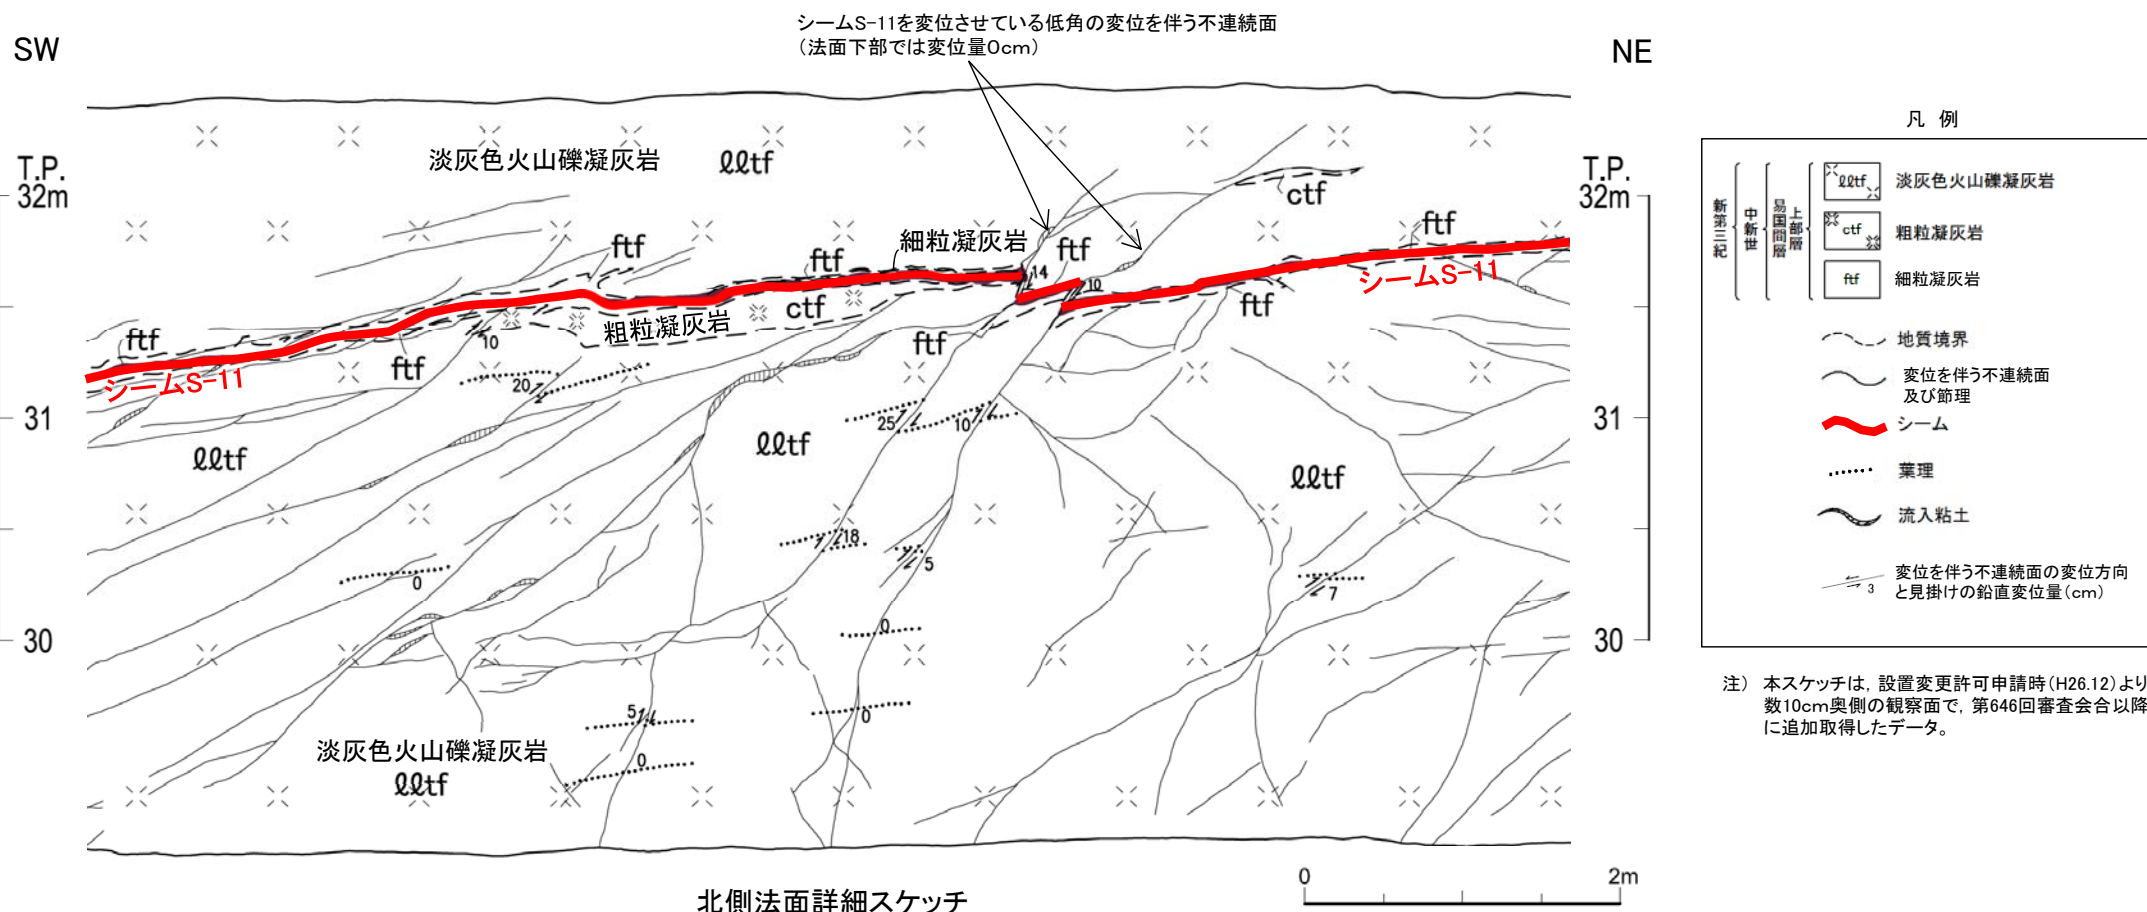 シームS-11を変位させている低角の変位を伴う不連続面
（法面下部では変位量0cm）
SW
NE
T.P.
32m
31
30
T.P.
32m
31
30
淡灰色火山礫凝灰岩
ℓℓtf
ctf
ftf
ftf
細粒凝灰岩
ftf
ftf
14
10
シームS-11
ftf
ctf
粗粒凝灰岩
ftf
10
ftf
ftf
シームS-11
20
25
10
ℓℓtf
ℓℓtf
ℓℓtf
18
5
0
7
0
5
0
0
淡灰色火山礫凝灰岩
ℓℓtf
北側法面詳細スケッチ
0
2m
凡 例
新第三紀
中新世
易国間層
上部層
ℓℓtf
淡灰色火山礫凝灰岩
ctf
粗粒凝灰岩
ftf
細粒凝灰岩
地質境界
変位を伴う不連続面
及び節理
シーム
葉理
流入粘土
3
変位を伴う不連続面の変位方向
と見掛けの鉛直変位量（cm）
注） 本スケッチは，設置変更許可申請時（H26.12）より
数10cm奥側の観察面で，第646回審査会合以降
に追加取得したデータ。